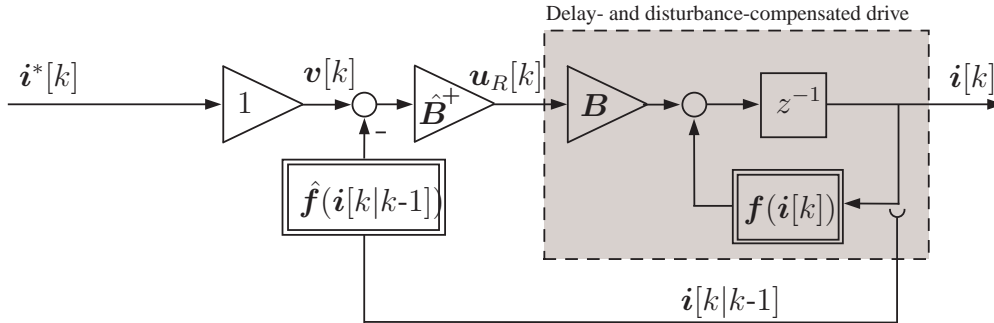 Delay- and disturbance-compensated drive
i*[k]
1
v[k]
-
B̂⁺
u_R[k]
B
z⁻¹
i[k]
f̂(i[k|k-1])
f(i[k])
i[k|k-1]